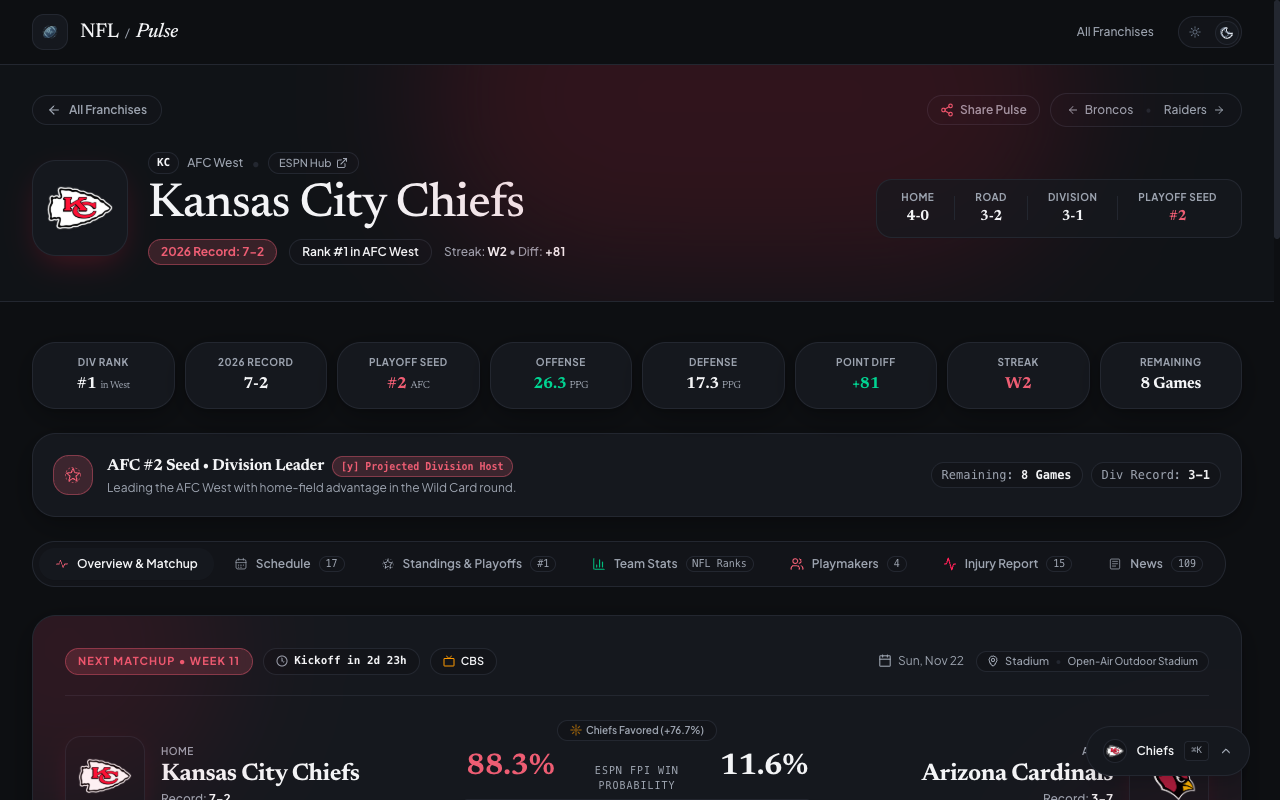 NFL / Pulse
All Franchises
All Franchises
Share Pulse
Broncos • Raiders
KC AFC West • ESPN Hub
Kansas City Chiefs
2026 Record: 7-2 Rank #1 in AFC West Streak: W2 • Diff: +81
HOME ROAD DIVISION PLAYOFF SEED
4-0 3-2 3-1 #2
DIV RANK 2026 RECORD PLAYOFF SEED OFFENSE DEFENSE POINT DIFF STREAK REMAINING
#1 in West 7-2 #2 AFC 26.3 PPG 17.3 PPG +81 W2 8 Games
AFC #2 Seed • Division Leader [y] Projected Division Host
Leading the AFC West with home-field advantage in the Wild Card round.
Remaining: 8 Games Div Record: 3-1
Overview & Matchup Schedule 17 Standings & Playoffs #1 Team Stats NFL Ranks Playmakers 4 Injury Report 15 News 109
NEXT MATCHUP • WEEK 11 Kickoff in 2d 23h CBS Sun, Nov 22 Stadium • Open-Air Outdoor Stadium
Chiefs Favored (+76.7%)
HOME
Kansas City Chiefs 88.3% ESPN FPI WIN 11.6% Arizona Cardinals
PROBABILITY
Record: 7-2 Record: 3-7
Chiefs ⌘K